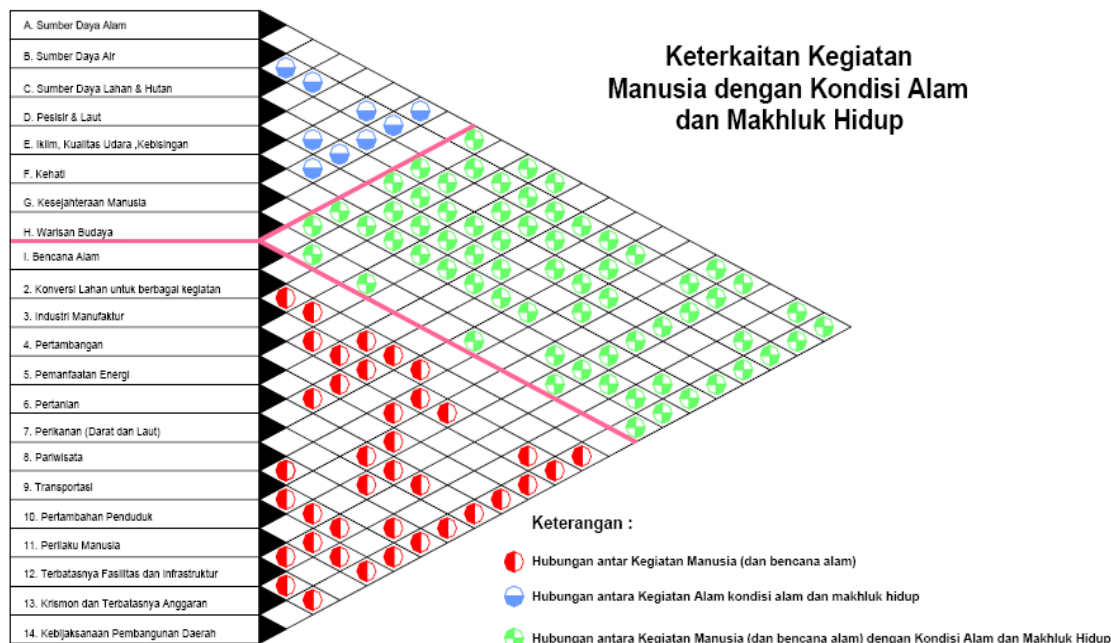 A. Sumber Daya Alam
B. Sumber Daya Air
C. Sumber Daya Lahan & Hutan
D. Pesisir & Laut
E. Iklim, Kualitas Udara ,Kebisingan
F. Kehati
G. Kesejahteraan Manusia
H. Warisan Budaya
I. Bencana Alam
2. Konversi Lahan untuk berbagai kegiatan
3. Industri Manufaktur
4. Pertambangan
5. Pemanfaatan Energi
6. Pertanian
7. Perikanan (Darat dan Laut)
8. Pariwisata
9. Transportasi
10. Pertambahan Penduduk
11. Perilaku Manusia
12. Terbatasnya Fasilitas dan Infrastruktur
13. Krismon dan Terbatasnya Anggaran
14. Kebijaksanaan Pembangunan Daerah
Keterkaitan Kegiatan
Manusia dengan Kondisi Alam
dan Makhluk Hidup
Keterangan :
Hubungan antar Kegiatan Manusia (dan bencana alam)
Hubungan antara Kegiatan Alam kondisi alam dan makhluk hidup
Hubungan antara Kegiatan Manusia (dan bencana alam) dengan Kondisi Alam dan Makhluk Hidup